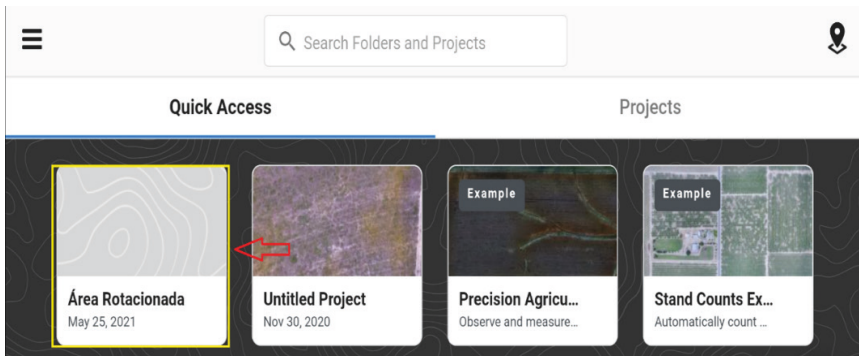 Search Folders and Projects
Quick Access
Projects
Example
Example
Área Rotacionada
May 25, 2021
Untitled Project
Nov 30, 2020
Precision Agricu...
Observe and measure...
Stand Counts Ex...
Automatically count ...